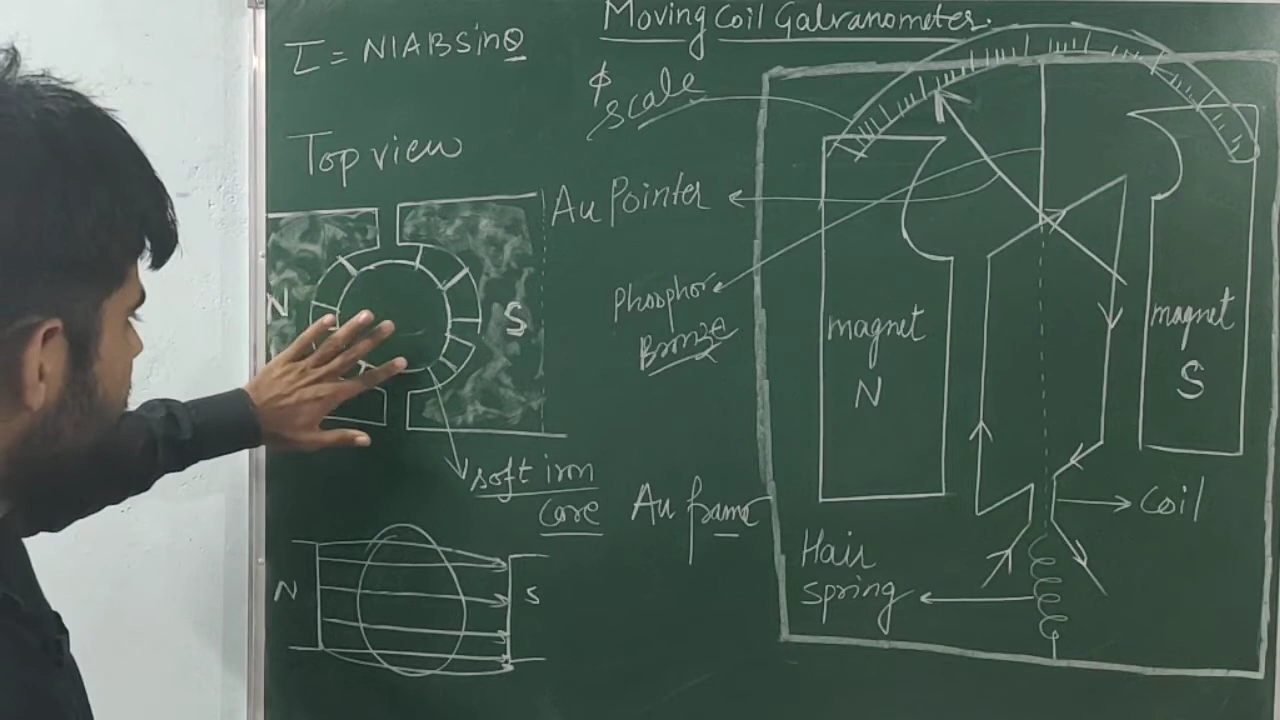 Moving Coil Galvanometer
τ = NIABSinθ
ϕ
scale
Top view
Au Pointer
N
S
Phosphor
Bronze
magnet
N
magnet
S
soft iron
core
Au frame
Coil
Hair
spring
N
S